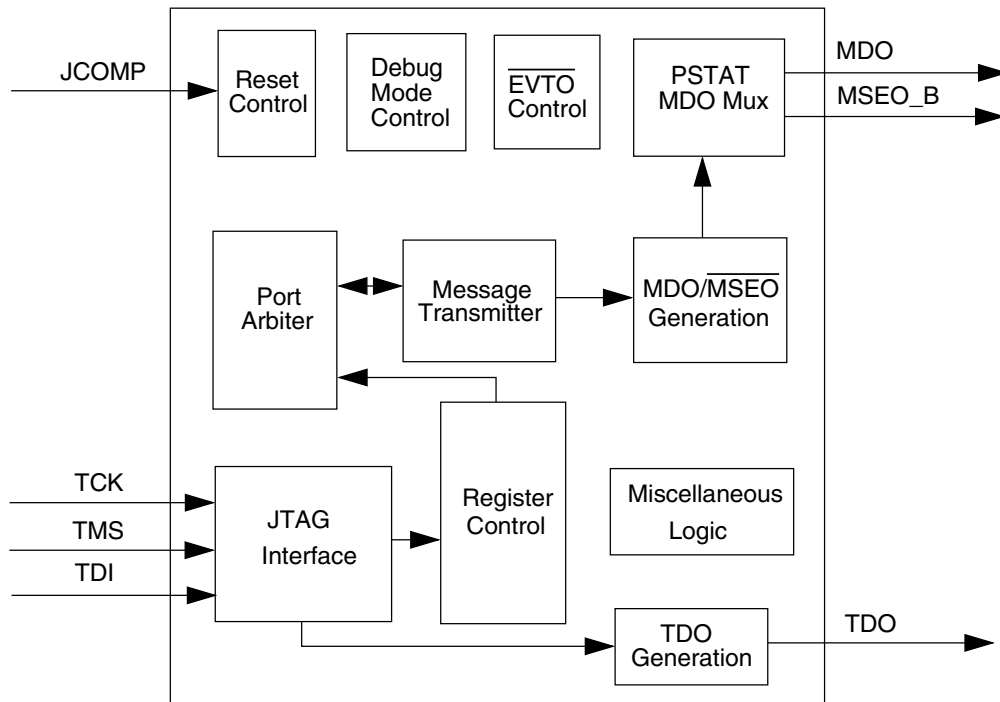 JCOMP
Reset
Control
Debug
Mode
Control
EVTO
Control
PSTAT
MDO Mux
MDO
MSEO_B
Port
Arbiter
Message
Transmitter
MDO/MSEO
Generation
TCK
TMS
TDI
JTAG
Interface
Register
Control
Miscellaneous
Logic
TDO
Generation
TDO